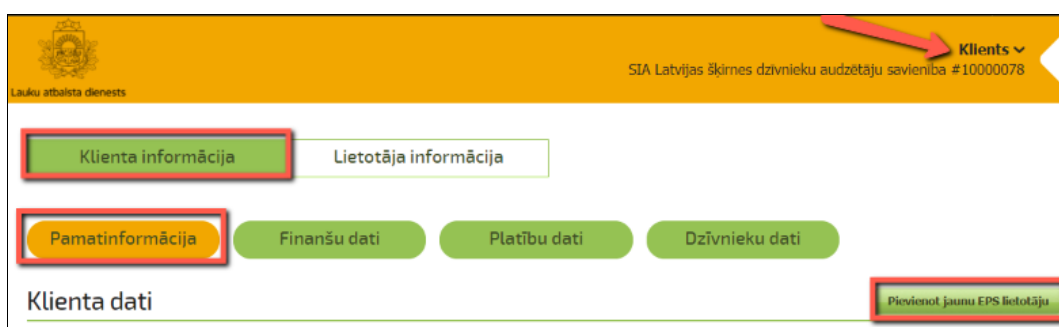 Klients
SIA Latvijas šķirnes dzīvnieku audzētāju savienība #10000078
Lauku atbalsta dienests
Klienta informācija
Lietotāja informācija
Pamatinformācija
Finanšu dati
Platību dati
Dzīvnieku dati
Klienta dati
Pievienot jaunu EPS lietotāju